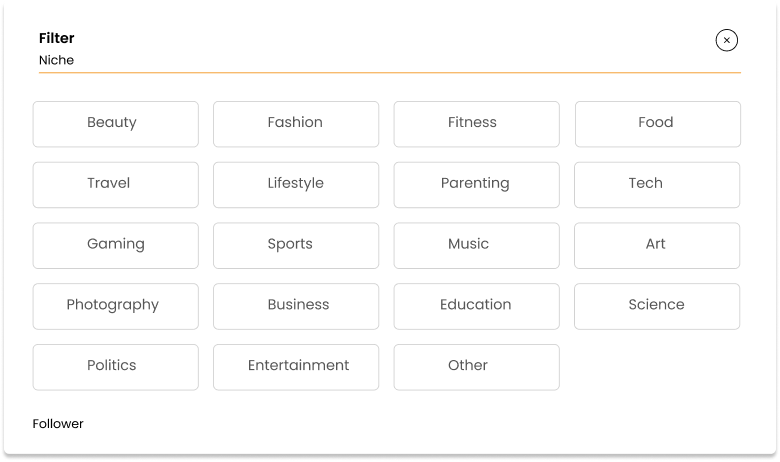 Filter
Niche
Beauty Fashion Fitness Food
Travel Lifestyle Parenting Tech
Gaming Sports Music Art
Photography Business Education Science
Politics Entertainment Other
Follower